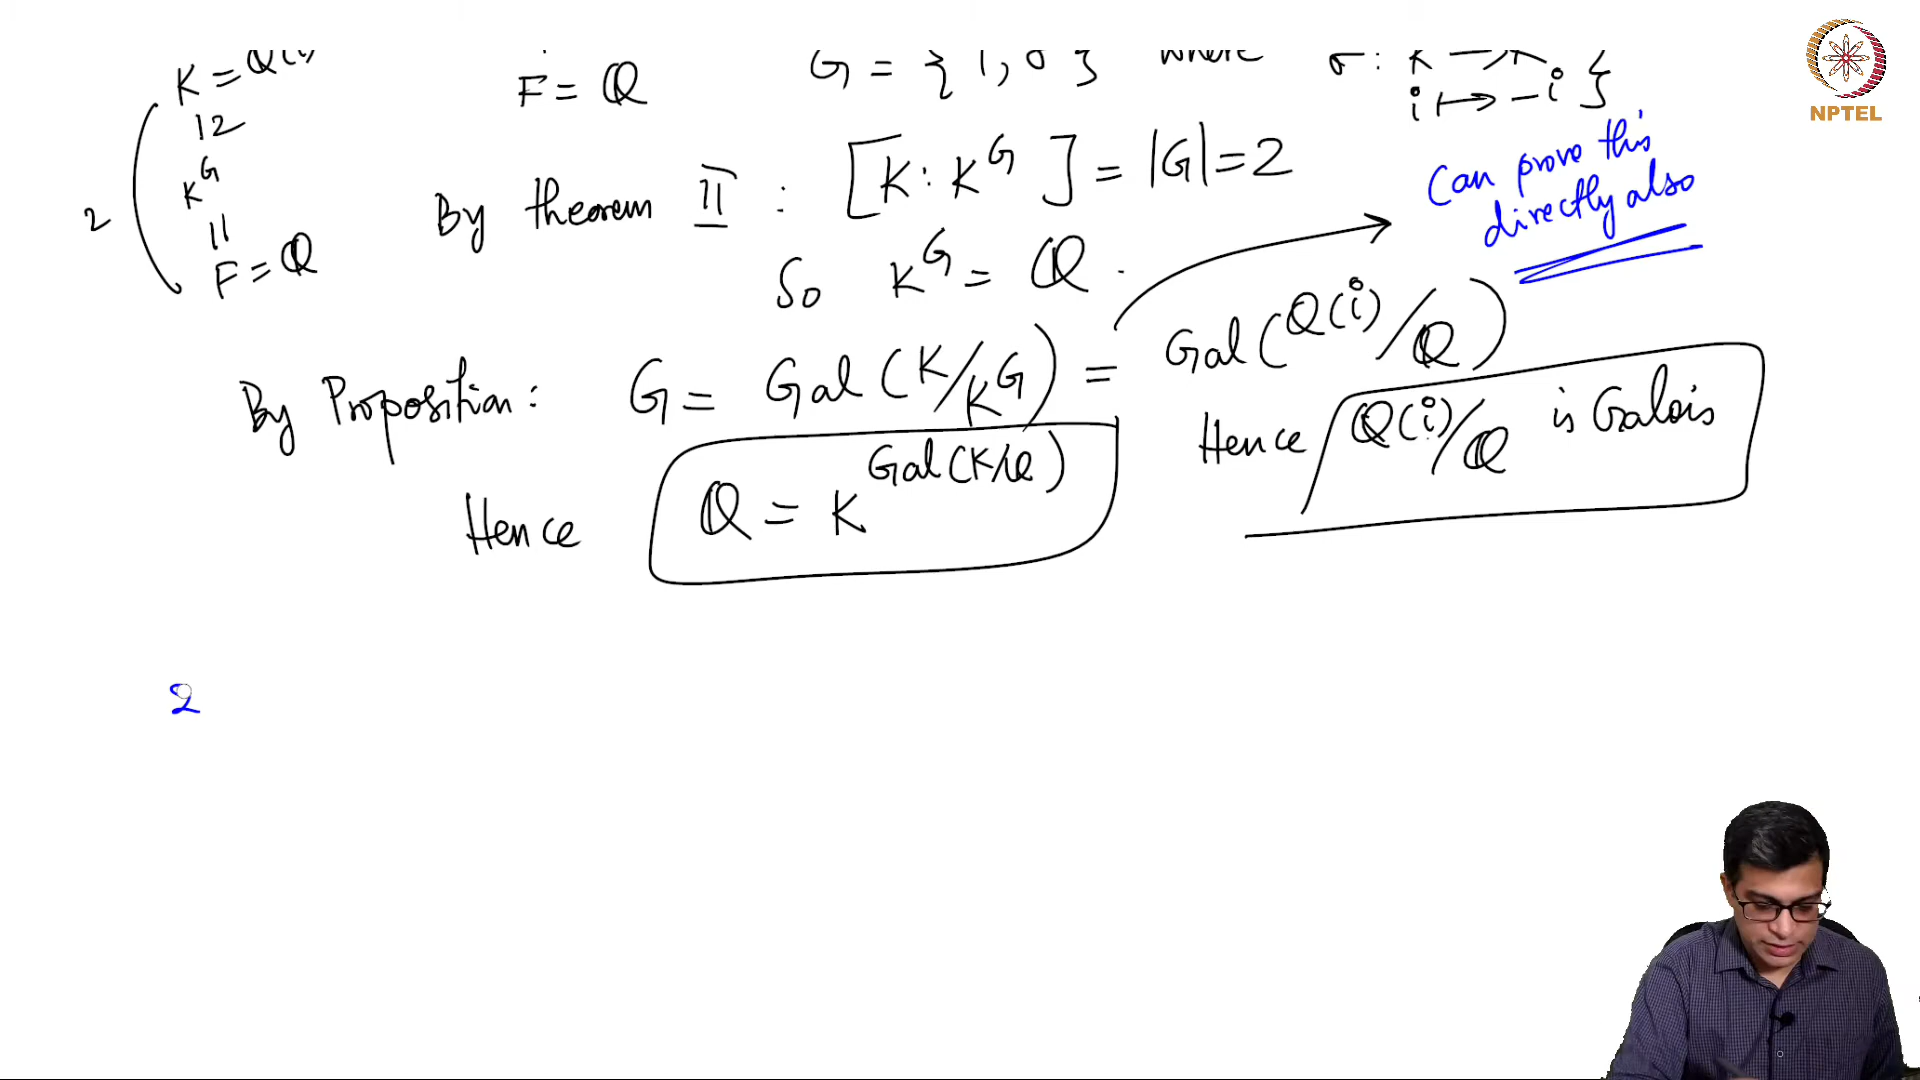 K = Q(i) F = Q G = {1, σ} where σ: K → K
i ↦ -i }
12
K^G
11
F = Q
2
By theorem II : [K : K^G] = |G| = 2
Can prove this
directly also
So K^G = Q.
By Proposition: G = Gal(K/K^G) = Gal(Q(i)/Q)
Hence Q(i)/Q is Galois
Hence Q = K^Gal(K/Q)
2
NPTEL